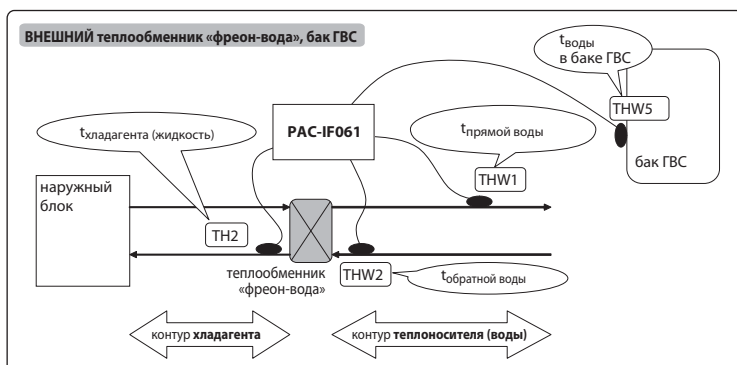 ВНЕШНИЙ теплообменник «фреон-вода», бак ГВС
tводы
в баке ГВС
THW5
бак ГВС
tхладагента (жидкость)
PAC-IF061
tпрямой воды
THW1
наружный
блок
TH2
теплообменник
«фреон-вода»
THW2
tобратной воды
контур хладагента
контур теплоносителя (воды)